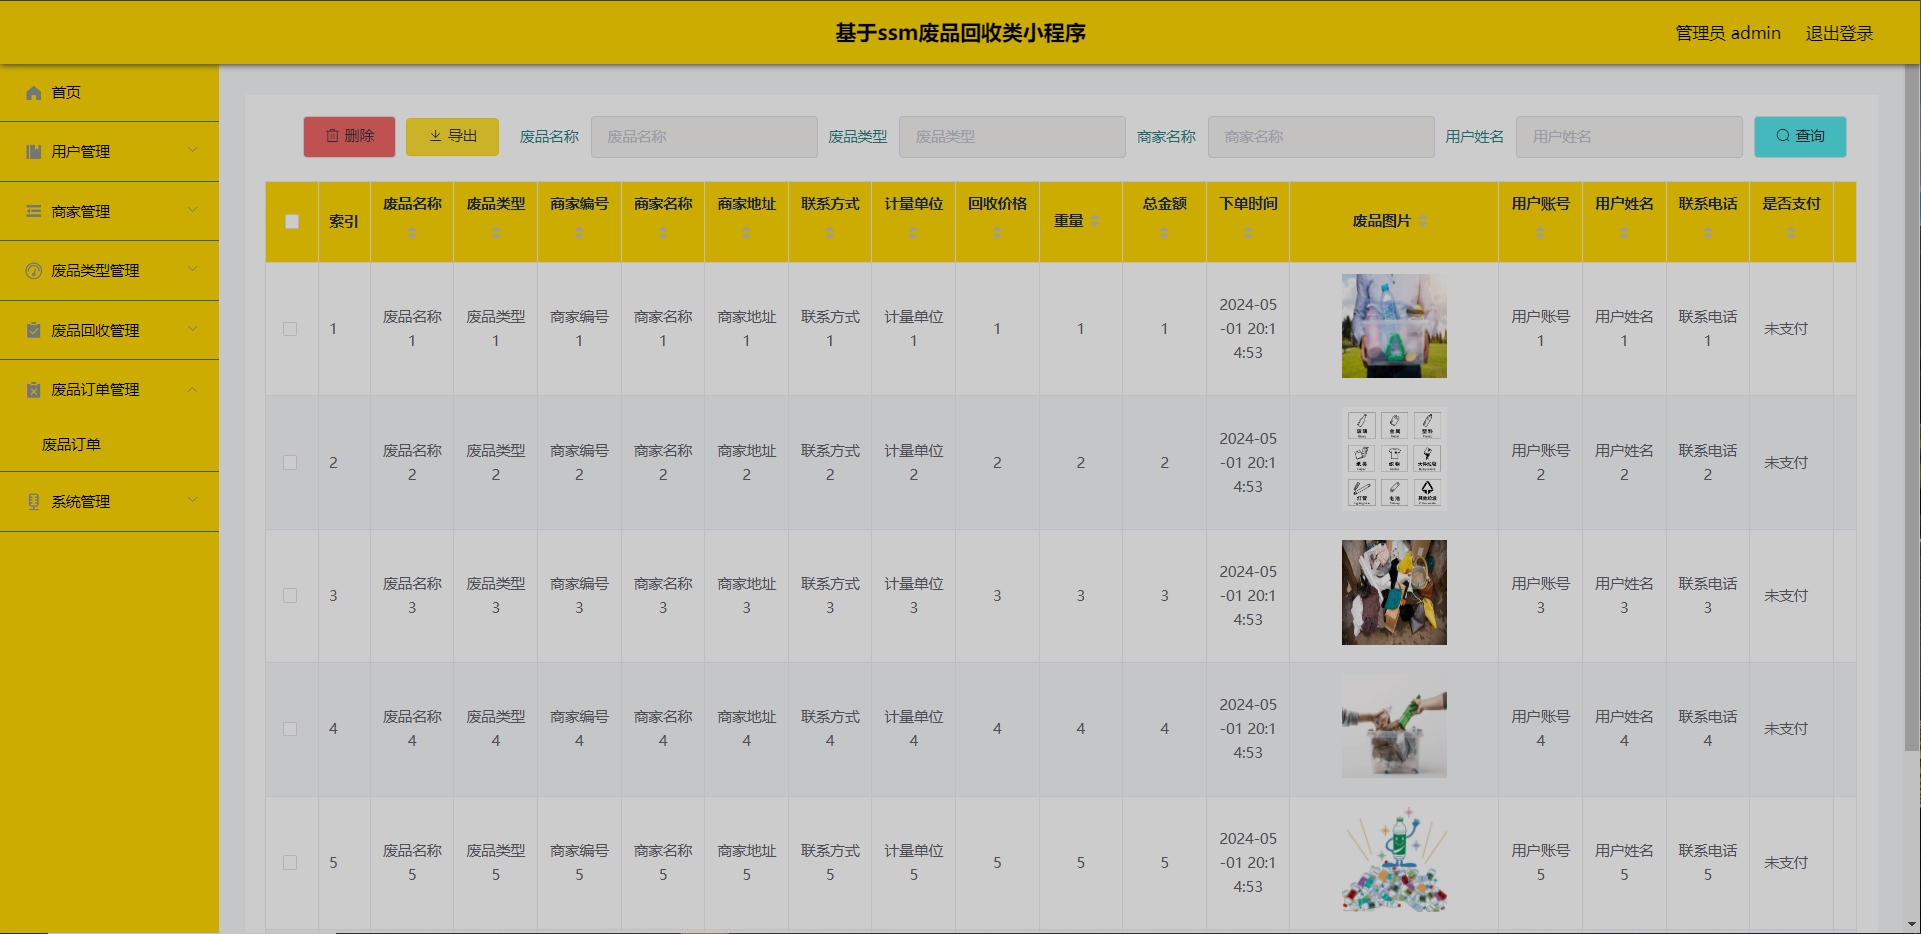 基于ssm废品回收类小程序
管理员 admin 退出登录
首页
用户管理
商家管理
废品类型管理
废品回收管理
废品订单管理
废品订单
系统管理
删除 导出 废品名称 废品名称 废品类型 废品类型 商家名称 商家名称 用户姓名 用户姓名 查询
索引 废品名称 废品类型 商家编号 商家名称 商家地址 联系方式 计量单位 回收价格 重量 总金额 下单时间 废品图片 用户账号 用户姓名 联系电话 是否支付
1 废品名称1 废品类型1 商家编号1 商家名称1 商家地址1 联系方式1 计量单位1 1 1 1 2024-05-01 20:14:53 用户账号1 用户姓名1 联系电话1 未支付
2 废品名称2 废品类型2 商家编号2 商家名称2 商家地址2 联系方式2 计量单位2 2 2 2 2024-05-01 20:14:53 用户账号2 用户姓名2 联系电话2 未支付
3 废品名称3 废品类型3 商家编号3 商家名称3 商家地址3 联系方式3 计量单位3 3 3 3 2024-05-01 20:14:53 用户账号3 用户姓名3 联系电话3 未支付
4 废品名称4 废品类型4 商家编号4 商家名称4 商家地址4 联系方式4 计量单位4 4 4 4 2024-05-01 20:14:53 用户账号4 用户姓名4 联系电话4 未支付
5 废品名称5 废品类型5 商家编号5 商家名称5 商家地址5 联系方式5 计量单位5 5 5 5 2024-05-01 20:14:53 用户账号5 用户姓名5 联系电话5 未支付